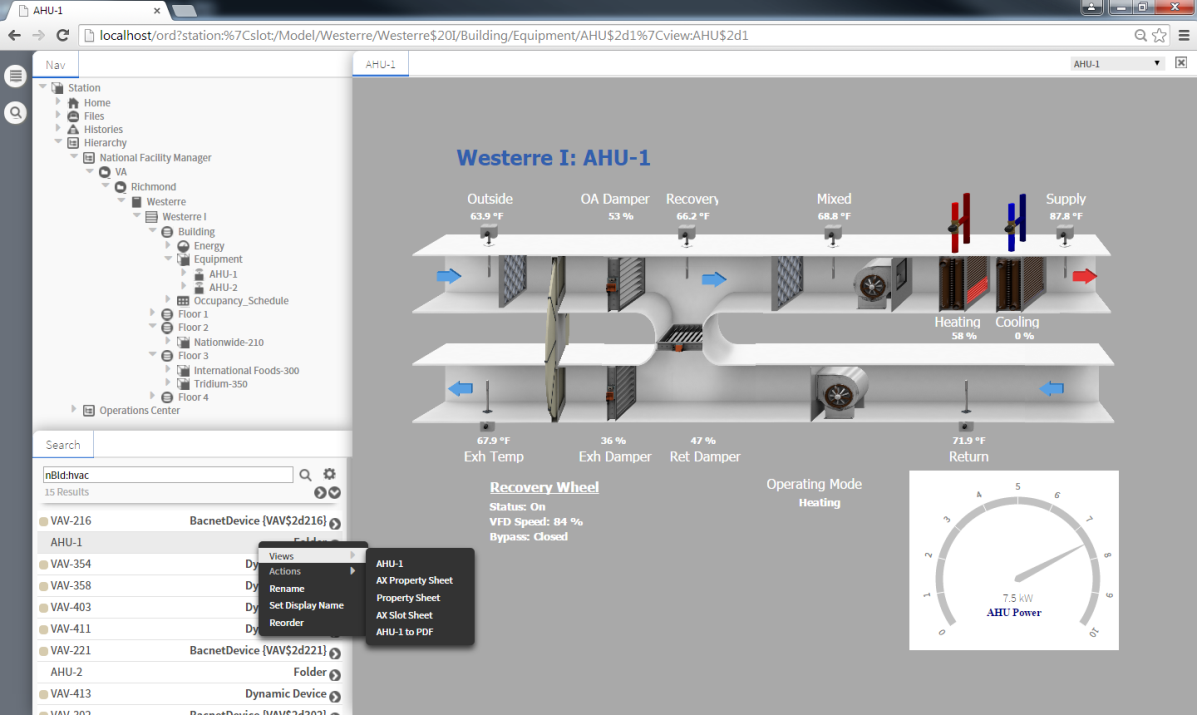 AHU-1
localhost/ord?station:%7Cslot:/Model/Westerre/Westerre$20I/Building/Equipment/AHU$2d1%7Cview:AHU$2d1
Nav
Station
Home
Files
Histories
Hierarchy
National Facility Manager
VA
Richmond
Westerre
Westerre I
Building
Energy
Equipment
AHU-1
AHU-2
Occupancy_Schedule
Floor 1
Floor 2
Nationwide-210
Floor 3
International Foods-300
Tridium-350
Floor 4
Operations Center
Search
nBld:hvac
15 Results
VAV-216 BacnetDevice {VAV$2d216}
AHU-1 Folder
VAV-354 Dy
VAV-358 Dy
VAV-403 Dy
VAV-411 Dy
VAV-221 BacnetDevice {VAV$2d221}
AHU-2 Folder
VAV-413 Dynamic Device
Views
Actions
Rename
Set Display Name
Reorder
AHU-1
AX Property Sheet
Property Sheet
AX Slot Sheet
AHU-1 to PDF
AHU-1 AHU-1
Westerre I: AHU-1
Outside OA Damper Recovery Mixed Supply
63.9 °F 53 % 66.2 °F 68.8 °F 87.8 °F
Heating Cooling
58 % 0 %
67.9 °F 36 % 47 % 71.9 °F
Exh Temp Exh Damper Ret Damper Return
Recovery Wheel
Status: On
VFD Speed: 84 %
Bypass: Closed
Operating Mode
Heating
0 1 2 3 4 5 6 7 8 9 10
7.5 kW
AHU Power